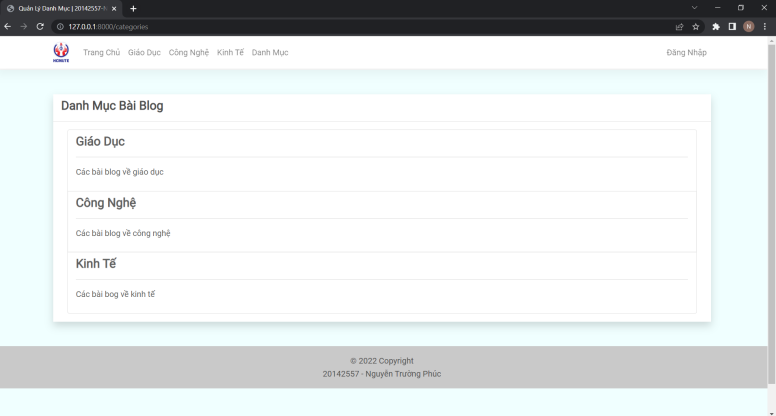 Quản Lý Danh Mục | 20142557-N
127.0.0.1:8000/categories
N
HCMUTE
Trang Chủ Giáo Dục Công Nghệ Kinh Tế Danh Mục
Đăng Nhập
Danh Mục Bài Blog
Giáo Dục
Các bài blog về giáo dục
Công Nghệ
Các bài blog về công nghệ
Kinh Tế
Các bài bog về kinh tế
© 2022 Copyright
20142557 - Nguyễn Trường Phúc